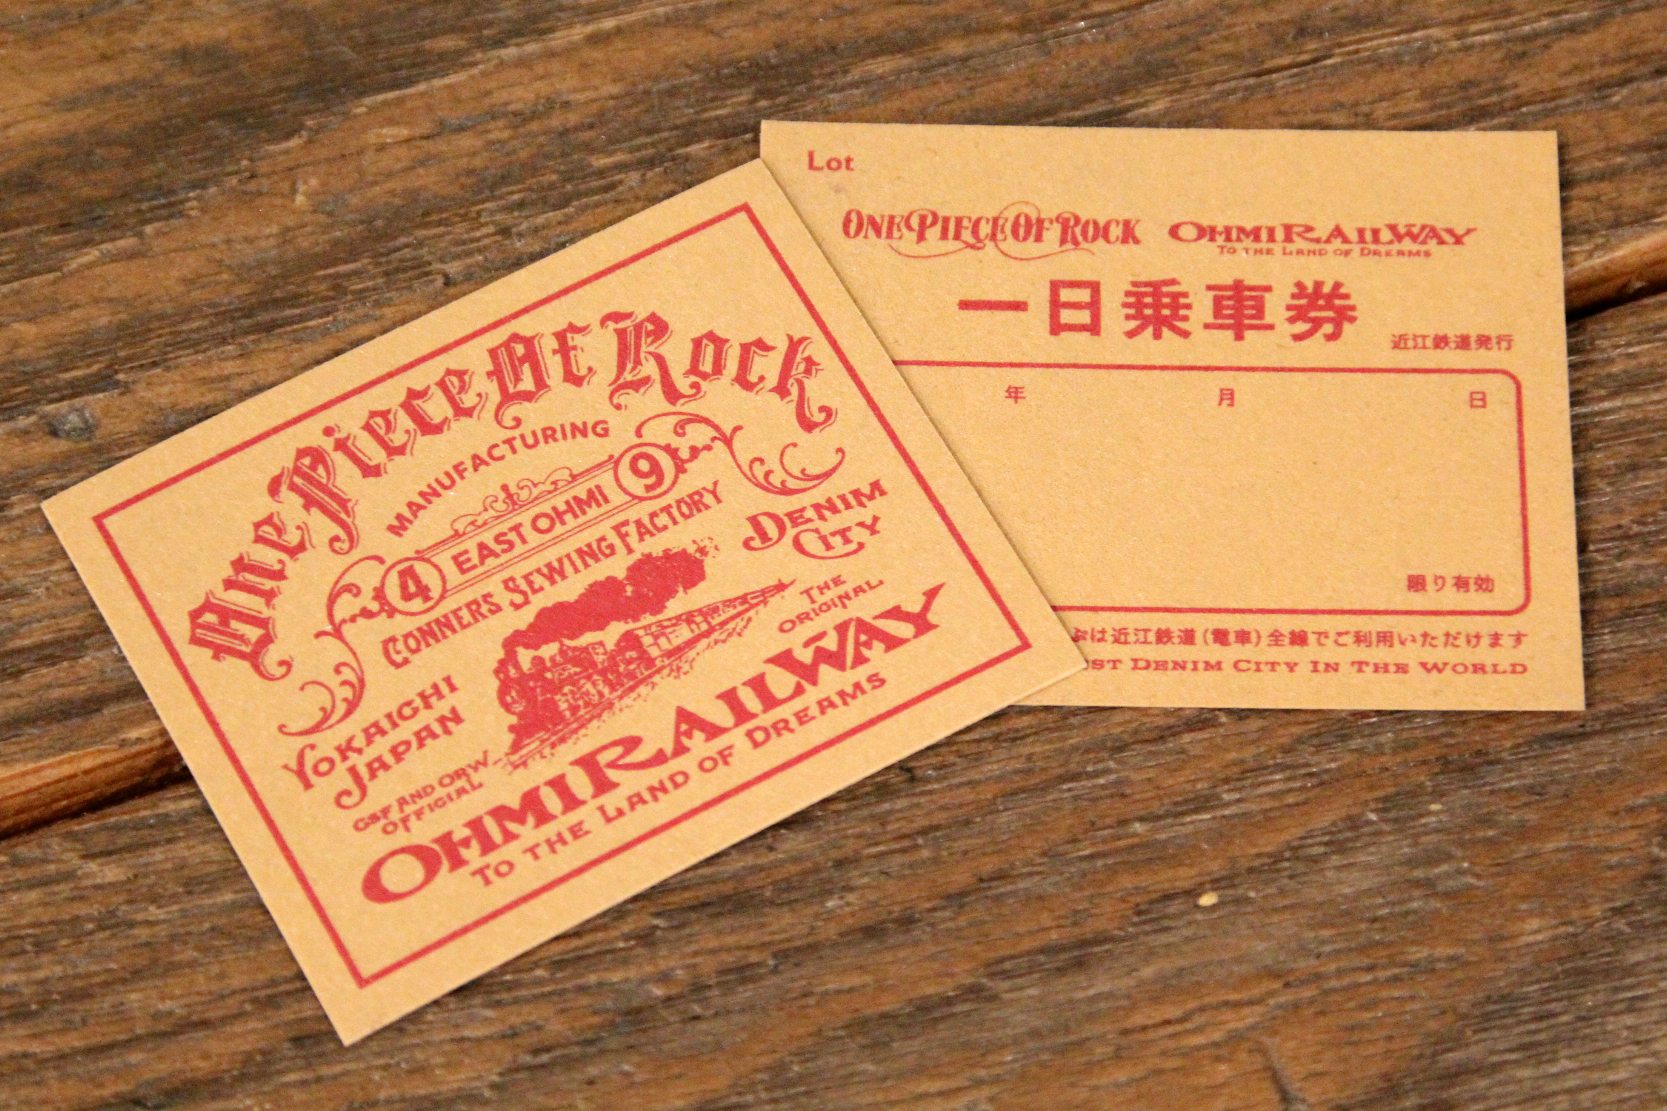 One Piece Of Rock
MANUFACTURING
4 EAST OHMI 9
CONNERS SEWING FACTORY
DENIM
CITY
YOKAICHI
JAPAN
THE
ORIGINAL
CSF AND ORW
OFFICIAL
OHMI RAILWAY
TO THE LAND OF DREAMS
Lot
ONE PIECE OF ROCK
OHMI RAILWAY
TO THE LAND OF DREAMS
一日乗車券
近江鉄道発行
年 月 日
限り有効
は近江鉄道(電車)全線でご利用いただけます
ST DENIM CITY IN THE WORLD